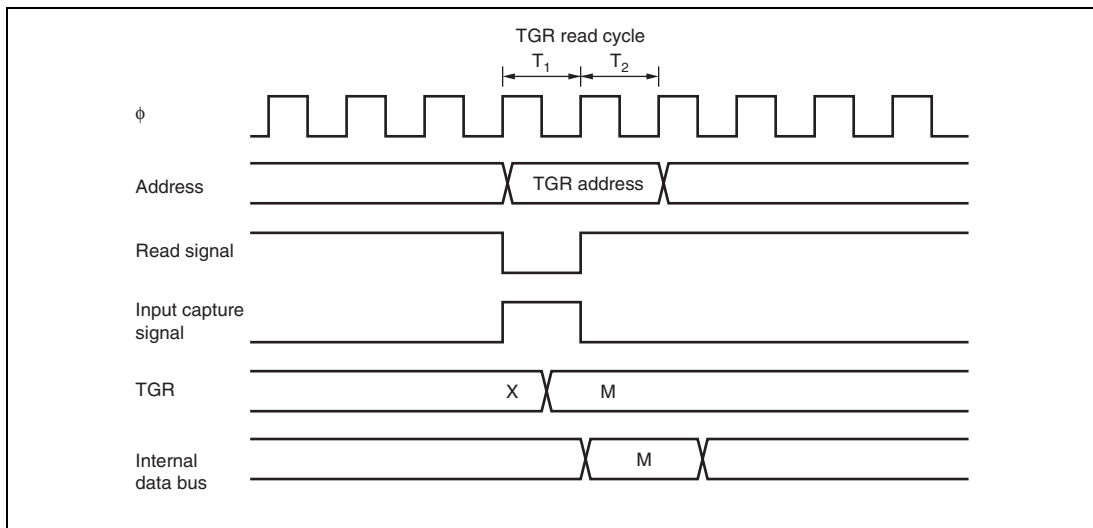 TGR read cycle
T₁ T₂
ϕ
Address
TGR address
Read signal
Input capture
signal
TGR
X M
Internal
data bus
M